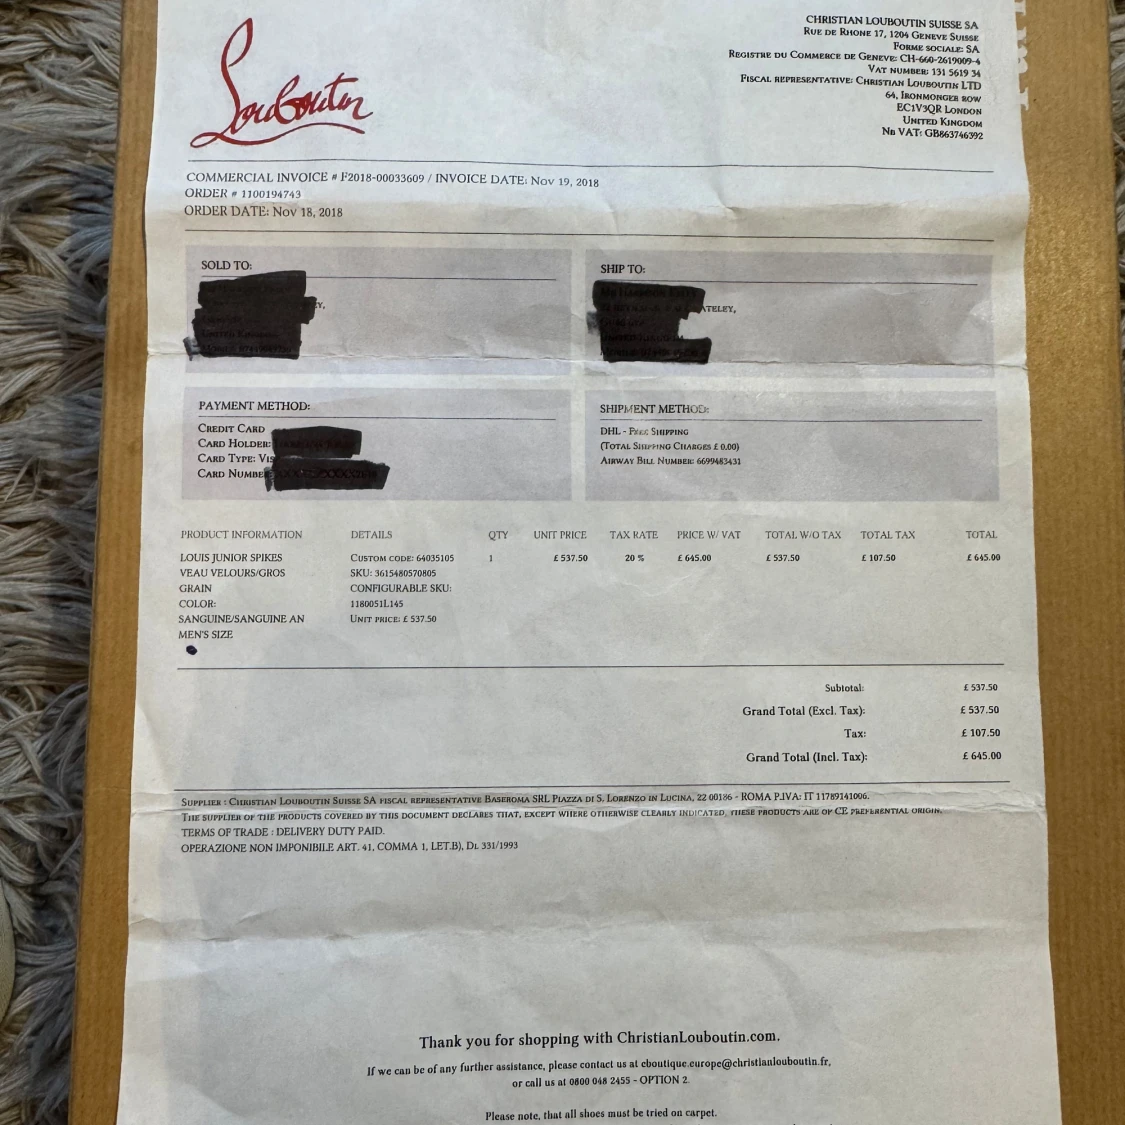 Louboutin
CHRISTIAN LOUBOUTIN SUISSE SA
RUE DE RHONE 17, 1204 GENEVE SUISSE
FORME SOCIALE: SA
REGISTRE DU COMMERCE DE GENEVE: CH-660-2619009-4
VAT NUMBER: 131 5619 34
FISCAL REPRESENTATIVE: CHRISTIAN LOUBOUTIN LTD
64, IRONMONGER ROW
EC1V3QR LONDON
UNITED KINGDOM
NB VAT: GB863746392
COMMERCIAL INVOICE # F2018-00033609 / INVOICE DATE: Nov 19, 2018
ORDER # 1100194743
ORDER DATE: Nov 18, 2018
SOLD TO:
SHIP TO:
PAYMENT METHOD:
CREDIT CARD
CARD HOLDER:
CARD TYPE:
CARD NUMBER
SHIPMENT METHOD:
DHL - FREE SHIPPING
(TOTAL SHIPPING CHARGES £ 0.00)
AIRWAY BILL NUMBER: 6699483431
PRODUCT INFORMATION DETAILS QTY UNIT PRICE TAX RATE PRICE W/ VAT TOTAL W/O TAX TOTAL TAX TOTAL
LOUIS JUNIOR SPIKES CUSTOM CODE: 64035105 1 £ 537.50 20 % £ 645.00 £ 537.50 £ 107.50 £ 645.00
VEAU VELOURS/GROS SKU: 3615480570805
GRAIN CONFIGURABLE SKU:
COLOR: 1180051L145
SANGUINE/SANGUINE AN UNIT PRICE: £ 537.50
MEN'S SIZE
Subtotal: £ 537.50
Grand Total (Excl. Tax): £ 537.50
Tax: £ 107.50
Grand Total (Incl. Tax): £ 645.00
SUPPLIER : CHRISTIAN LOUBOUTIN SUISSE SA FISCAL REPRESENTATIVE BASEROMA SRL PIAZZA DI S. LORENZO IN LUCINA, 22 00186 - ROMA P.IVA: IT 11789141006.
THE SUPPLIER OF THE PRODUCTS COVERED BY THIS DOCUMENT DECLARES THAT, EXCEPT WHERE OTHERWISE CLEARLY INDICATED, THESE PRODUCTS ARE OF CE PREFERENTIAL ORIGIN.
TERMS OF TRADE : DELIVERY DUTY PAID.
OPERAZIONE NON IMPONIBILE ART. 41, COMMA 1, LET.B), DL 331/1993
Thank you for shopping with ChristianLouboutin.com.
If we can be of any further assistance, please contact us at eboutique.europe@christianlouboutin.fr,
or call us at 0800 048 2455 - OPTION 2.
Please note, that all shoes must be tried on carpet.